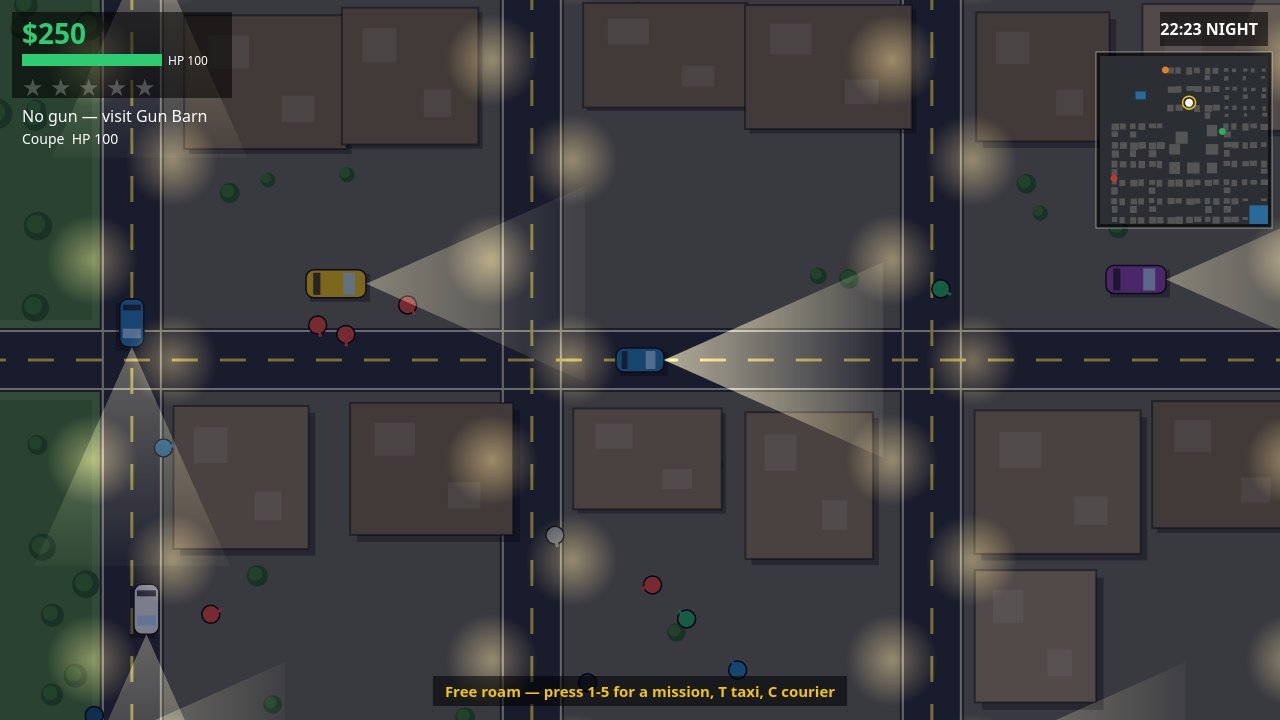 $250
HP 100
No gun — visit Gun Barn
Coupe HP 100
22:23 NIGHT
Free roam — press 1-5 for a mission, T taxi, C courier